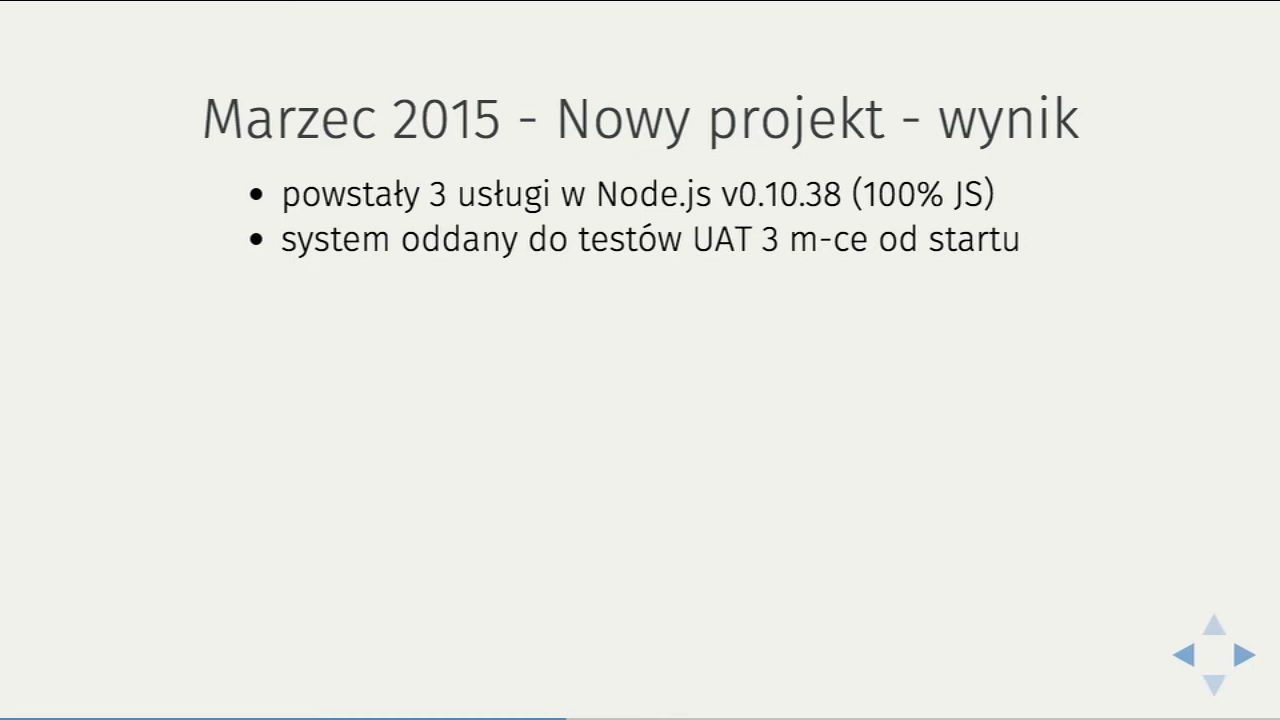 Marzec 2015 - Nowy projekt - wynik
powstały 3 usługi w Node.js v0.10.38 (100% JS)
system oddany do testów UAT 3 m-ce od startu